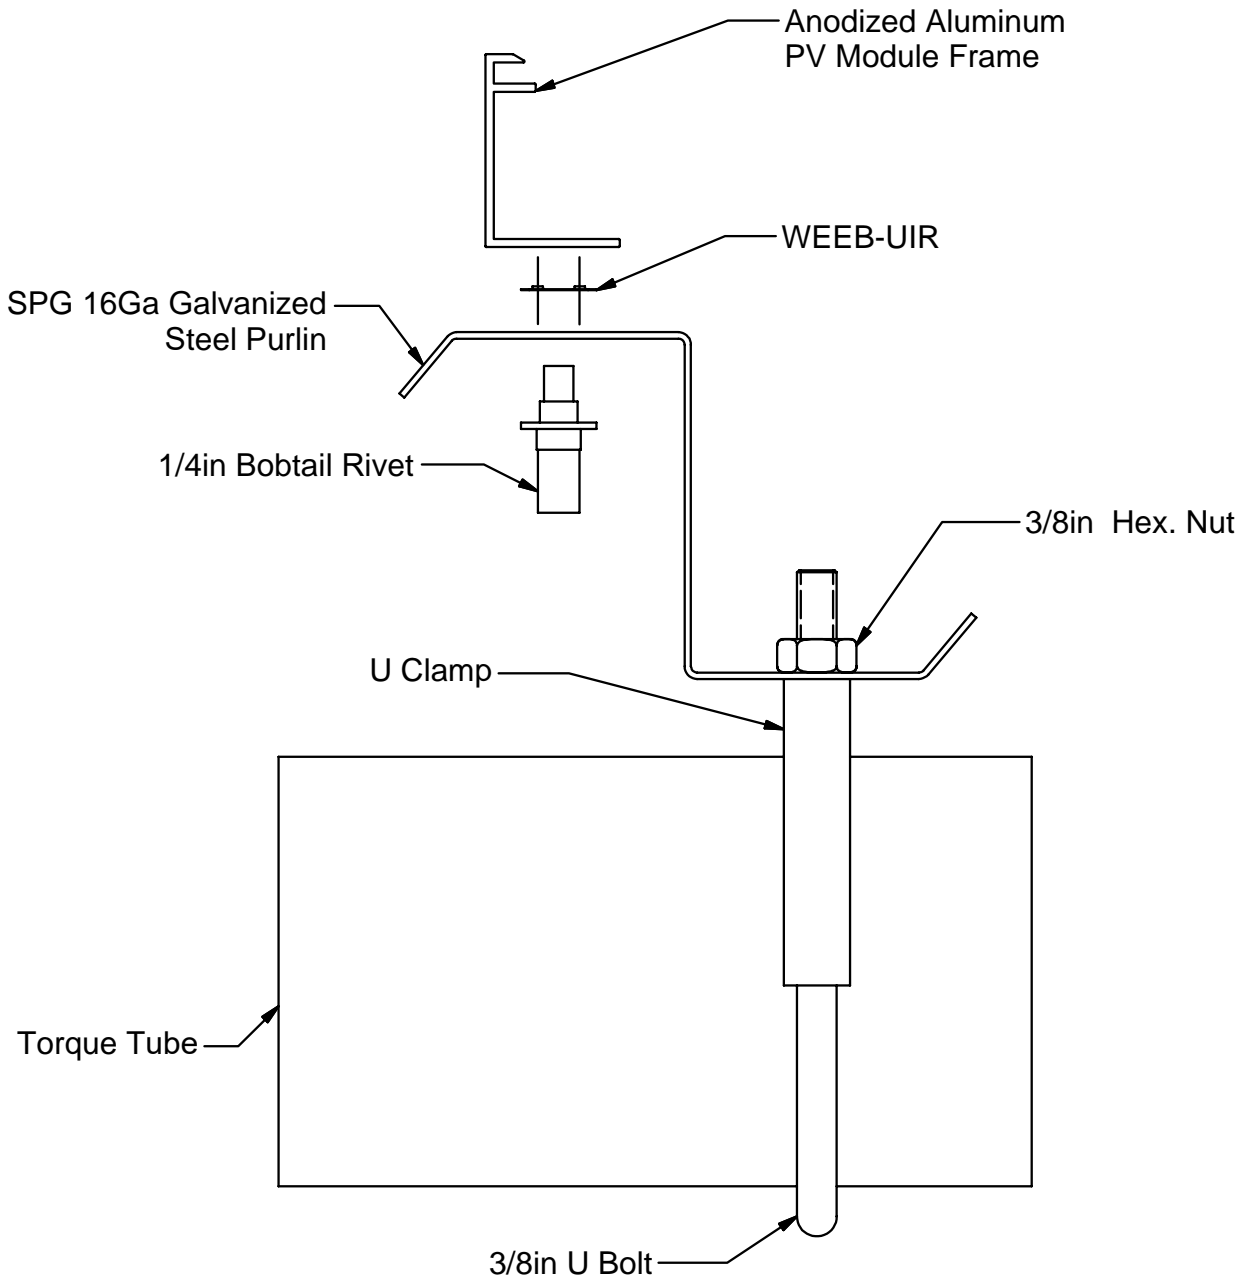 Anodized Aluminum
PV Module Frame
WEEB-UIR
SPG 16Ga Galvanized
Steel Purlin
1/4in Bobtail Rivet
3/8in  Hex. Nut
U Clamp
Torque Tube
3/8in U Bolt